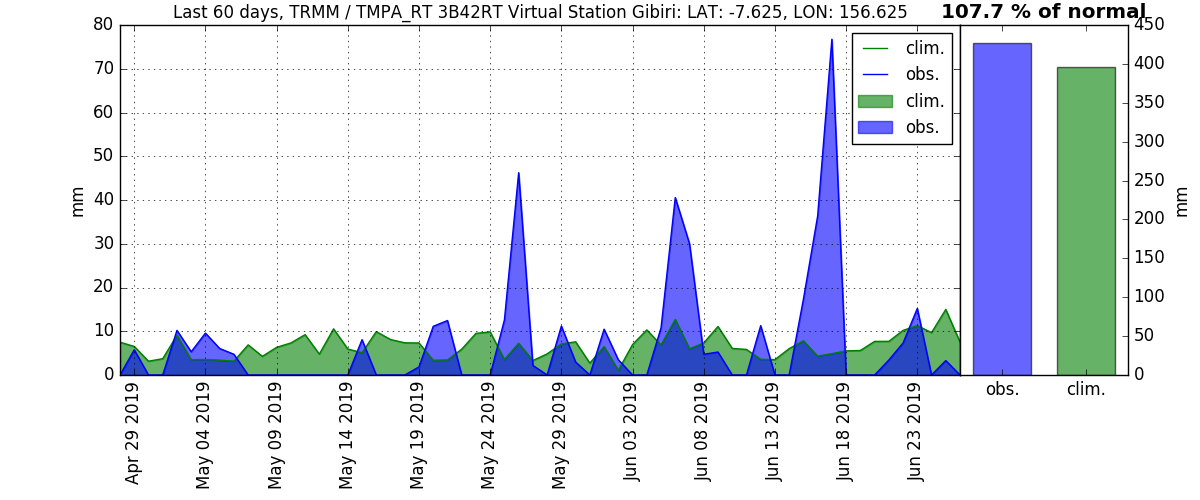 Last 60 days, TRMM / TMPA_RT 3B42RT Virtual Station Gibiri: LAT: -7.625, LON: 156.625
107.7 % of normal
80
70
60
50
40
30
20
10
0
mm
clim.
obs.
clim.
obs.
450
400
350
300
250
200
150
100
50
0
mm
Apr 29 2019
May 04 2019
May 09 2019
May 14 2019
May 19 2019
May 24 2019
May 29 2019
Jun 03 2019
Jun 08 2019
Jun 13 2019
Jun 18 2019
Jun 23 2019
obs.
clim.